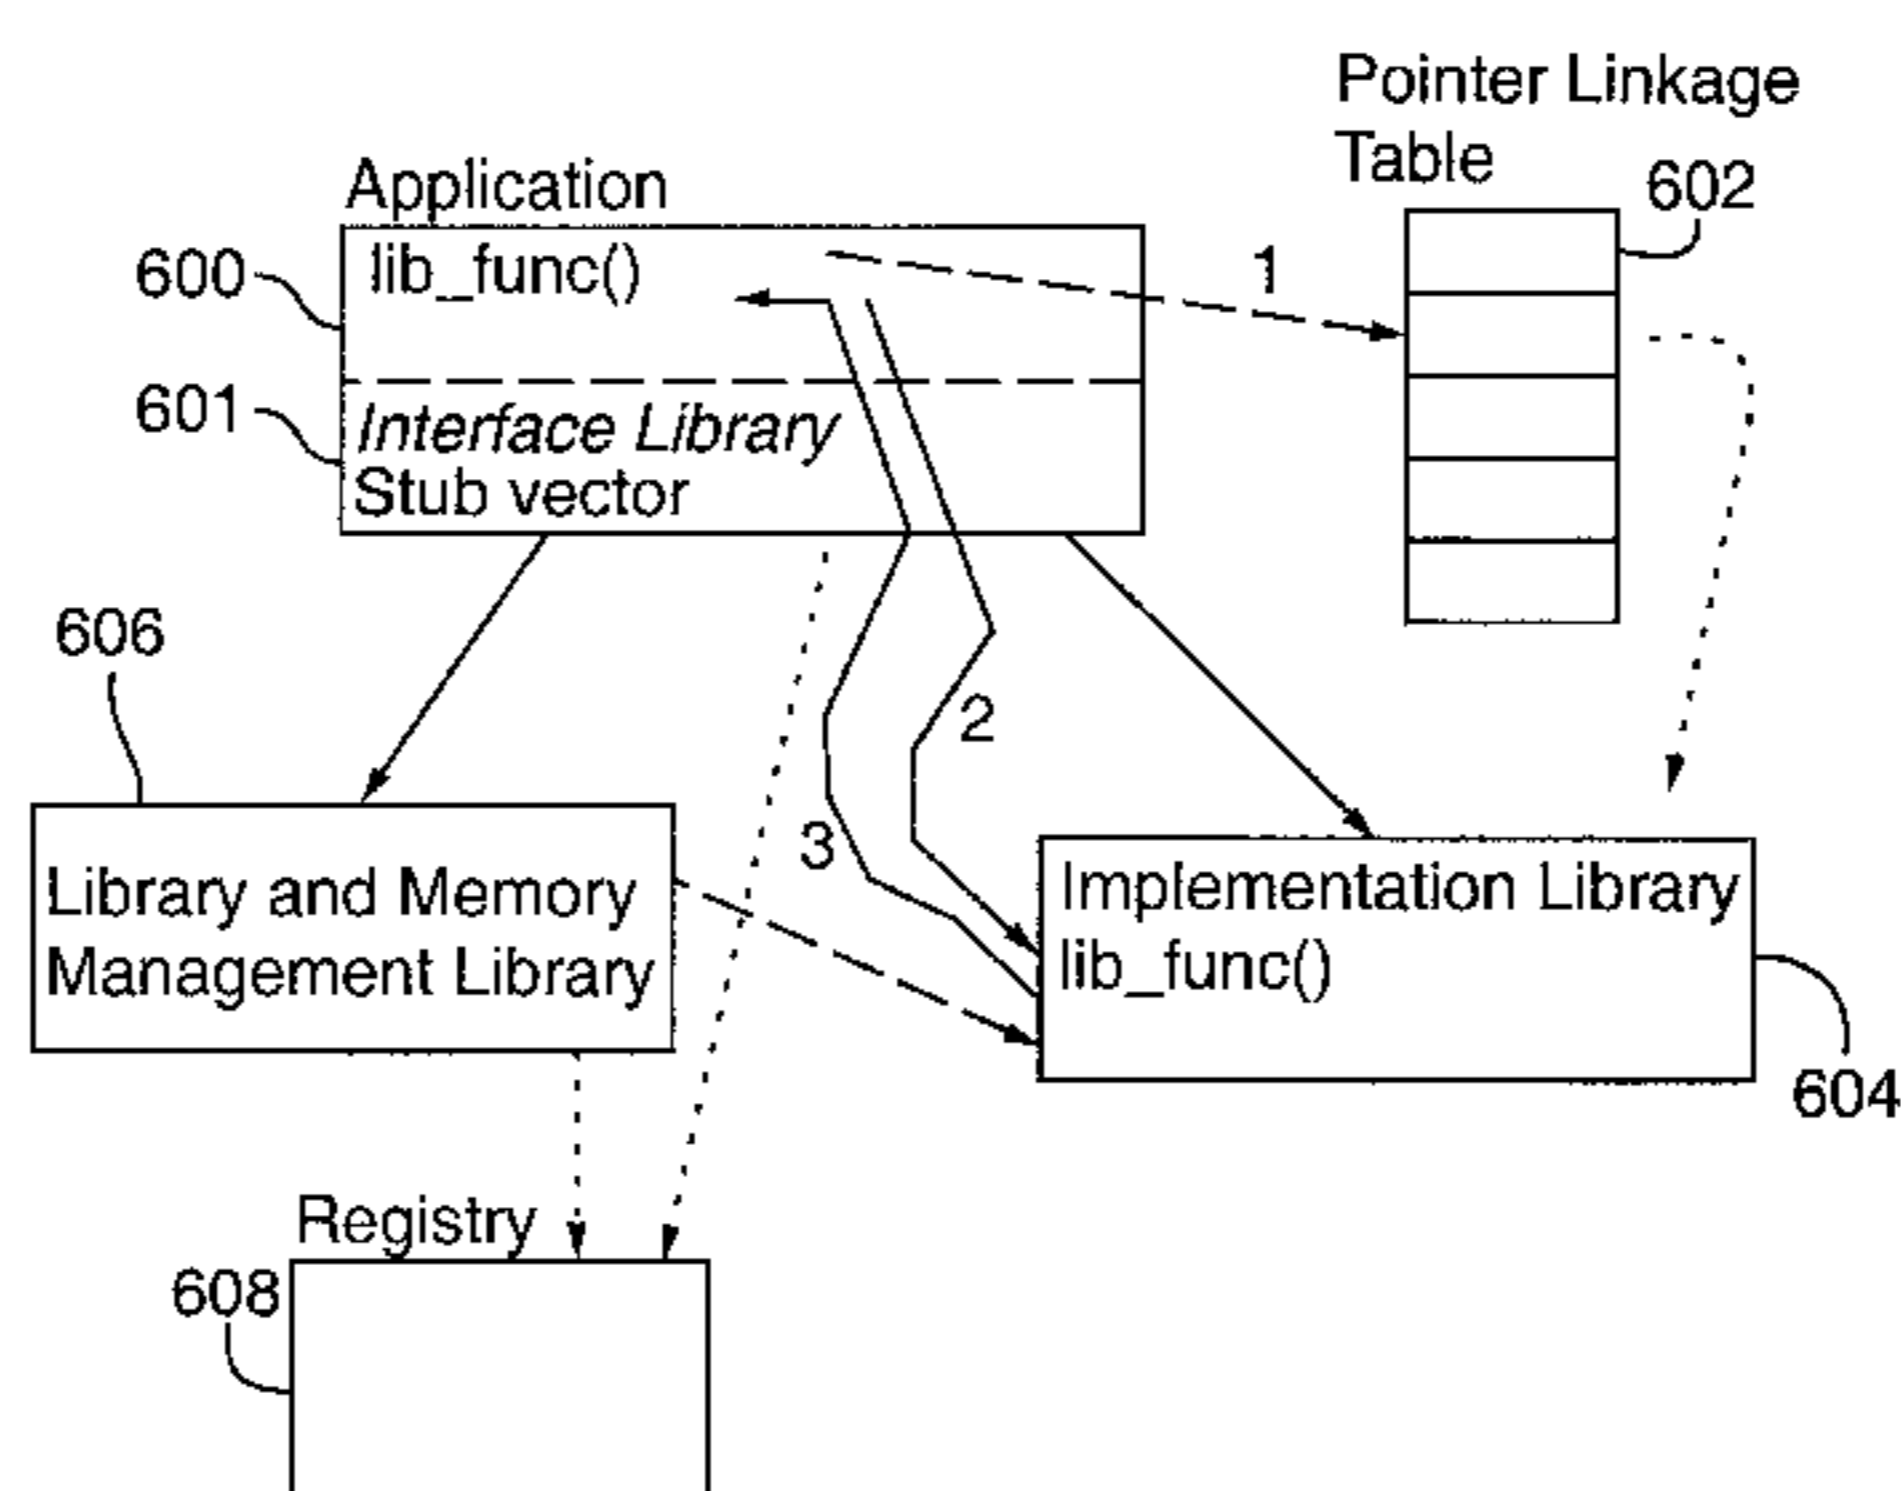 Pointer Linkage
Table
602
Application
600
lib_func()
1
601
Interface Library
Stub vector
606
2
3
Library and Memory
Management Library
Implementation Library
lib_func()
604
Registry
608